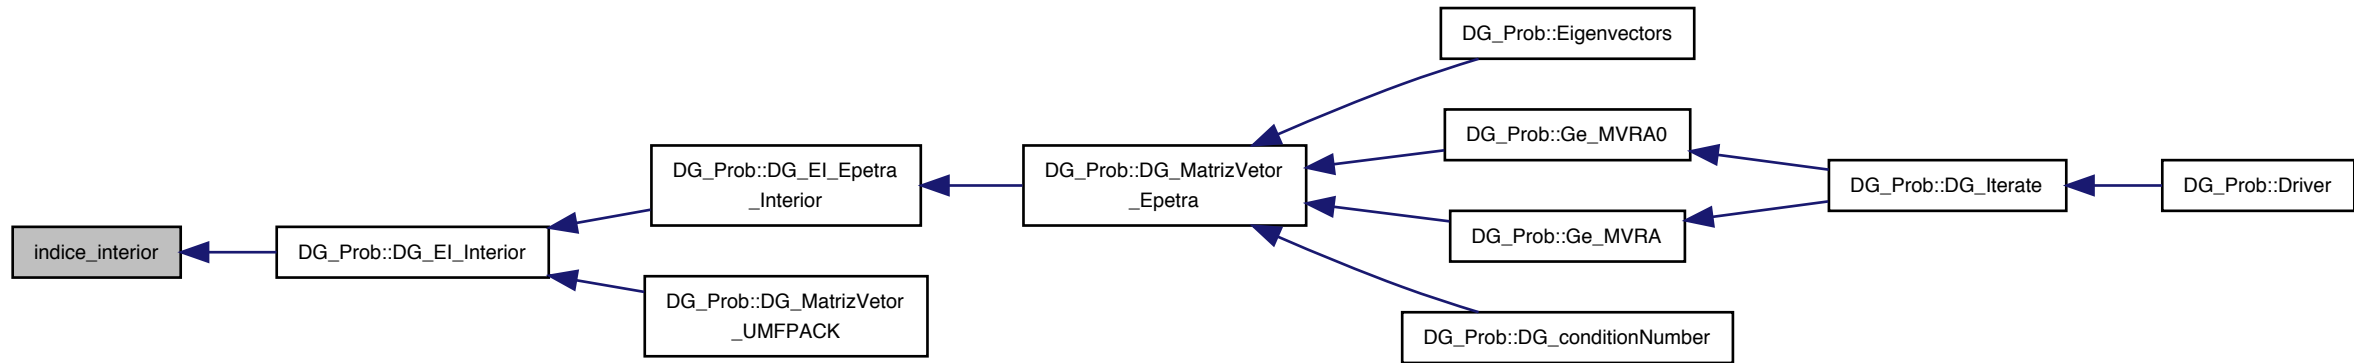 indice_interior
DG_Prob::DG_EI_Interior
DG_Prob::DG_EI_Epetra
_Interior
DG_Prob::DG_MatrizVetor
_UMFPACK
DG_Prob::DG_MatrizVetor
_Epetra
DG_Prob::Eigenvectors
DG_Prob::Ge_MVRA0
DG_Prob::Ge_MVRA
DG_Prob::DG_conditionNumber
DG_Prob::DG_Iterate
DG_Prob::Driver